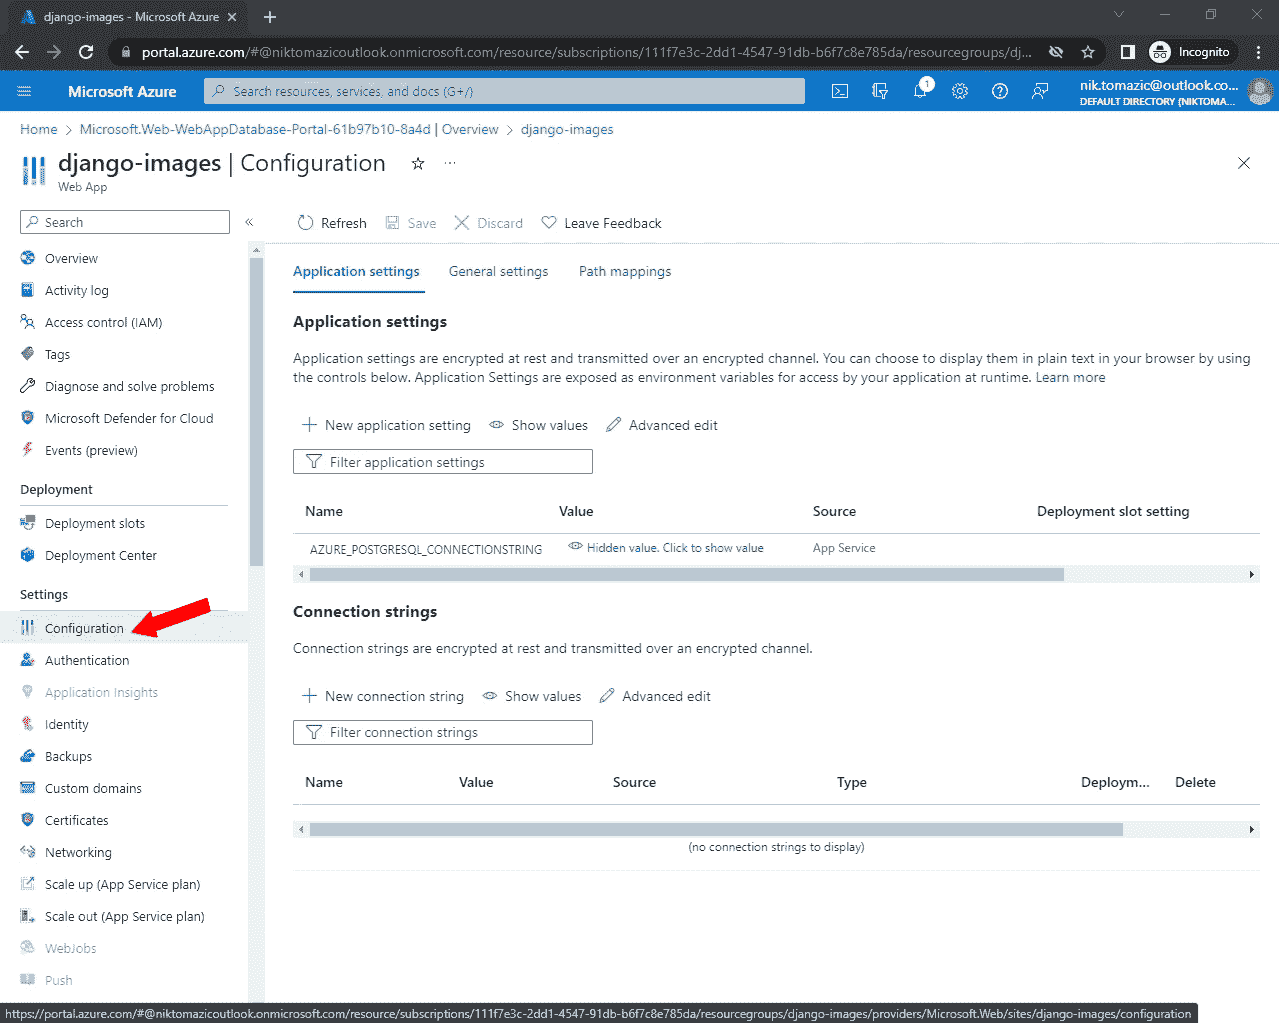 django-images - Microsoft Azure
portal.azure.com/#@niktomazicoutlook.onmicrosoft.com/resource/subscriptions/111f7e3c-2dd1-4547-91db-b6f7c8e785da/resourcegroups/dj...
Incognito
Microsoft Azure
Search resources, services, and docs (G+/)
1
nik.tomazic@outlook.co...
DEFAULT DIRECTORY (NIKTOMA...
Home > Microsoft.Web-WebAppDatabase-Portal-61b97b10-8a4d | Overview > django-images
django-images | Configuration
Web App
Search
Refresh Save Discard Leave Feedback
Overview
Activity log
Access control (IAM)
Tags
Diagnose and solve problems
Microsoft Defender for Cloud
Events (preview)
Deployment
Deployment slots
Deployment Center
Settings
Configuration
Authentication
Application Insights
Identity
Backups
Custom domains
Certificates
Networking
Scale up (App Service plan)
Scale out (App Service plan)
WebJobs
Push
Application settings General settings Path mappings
Application settings
Application settings are encrypted at rest and transmitted over an encrypted channel. You can choose to display them in plain text in your browser by using
the controls below. Application Settings are exposed as environment variables for access by your application at runtime. Learn more
New application setting Show values Advanced edit
Filter application settings
Name Value Source Deployment slot setting
AZURE_POSTGRESQL_CONNECTIONSTRING Hidden value. Click to show value App Service
Connection strings
Connection strings are encrypted at rest and transmitted over an encrypted channel.
New connection string Show values Advanced edit
Filter connection strings
Name Value Source Type Deploym... Delete
(no connection strings to display)
https://portal.azure.com/#@niktomazicoutlook.onmicrosoft.com/resource/subscriptions/111f7e3c-2dd1-4547-91db-b6f7c8e785da/resourcegroups/django-images/providers/Microsoft.Web/sites/django-images/configuration